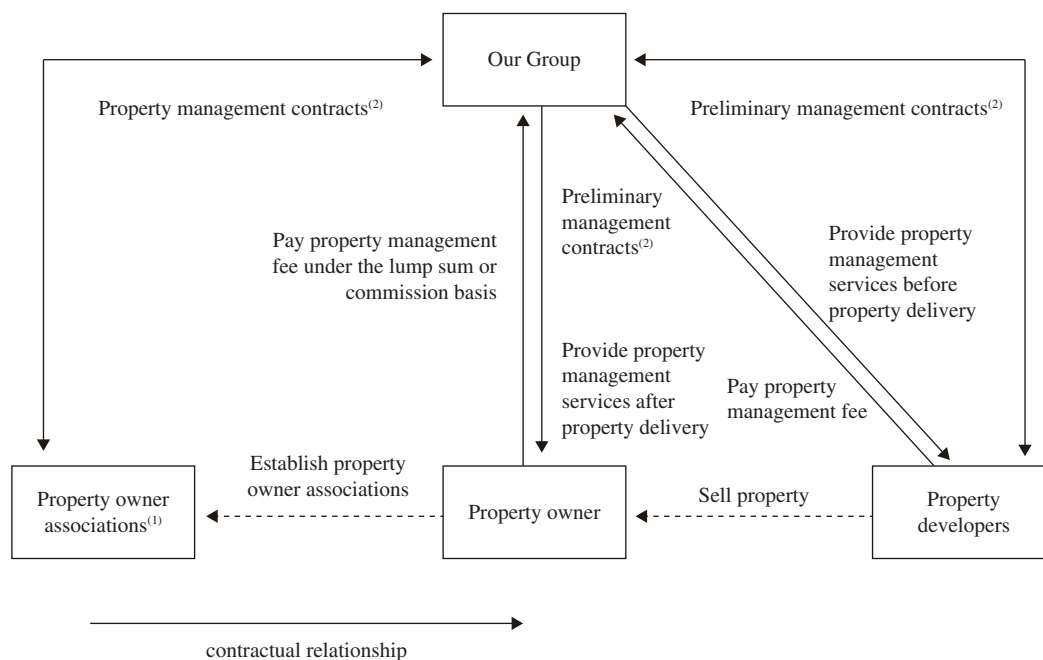 Our Group
Property management contracts(2)
Preliminary management contracts(2)
Preliminary
management
contracts(2)
Pay property management
fee under the lump sum or
commission basis
Provide property
management
services before
property delivery
Provide property
management
services after
property delivery
Pay property
management fee
Establish property
owner associations
Sell property
Property owner
associations(1)
Property owner
Property
developers
contractual relationship